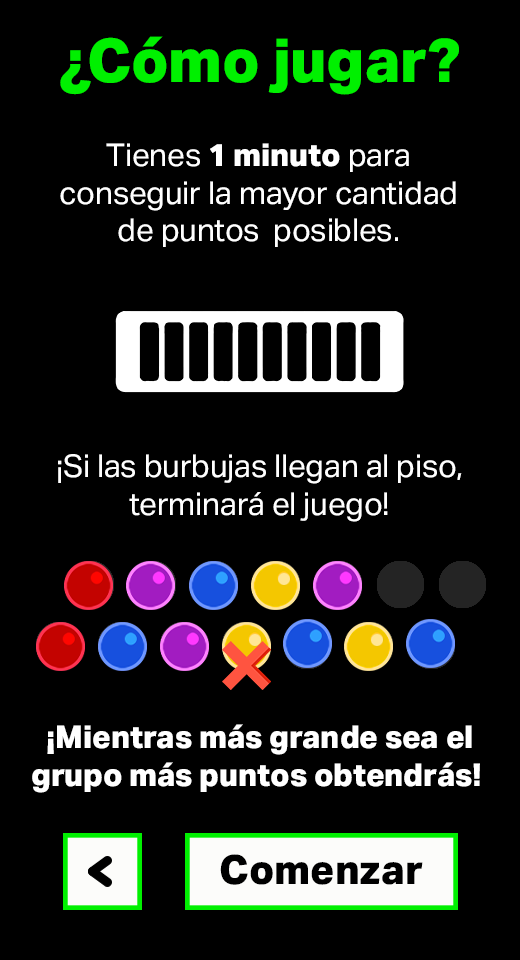 ¿Cómo jugar?
Tienes 1 minuto para
conseguir la mayor cantidad
de puntos  posibles.
¡Si las burbujas llegan al piso,
terminará el juego!
¡Mientras más grande sea el
grupo más puntos obtendrás!
<
Comenzar